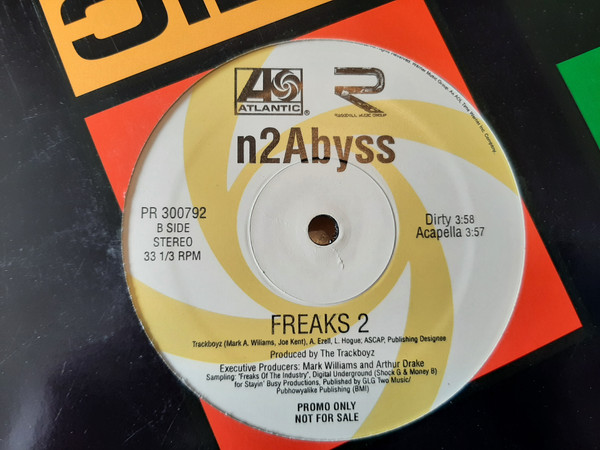 ATLANTIC ®
R
n2Abyss
PR 300792
B SIDE
STEREO
33 1/3 RPM
Dirty 3:58
Acapella 3:57
FREAKS 2
Trackboyz (Mark A. Williams, Joe Kent), A. Ezell, L. Hogue, ASCAP, Publishing Designee
Produced by The Trackboyz
Executive Producers: Mark Williams and Arthur Drake
Sampling: "Freaks Of The Industry", Digital Underground (Shock G & Money B)
for Stayin' Busy Productions, Published by GLG Two Music/
Pubhowyalike Publishing (BMI)
PROMO ONLY
NOT FOR SALE